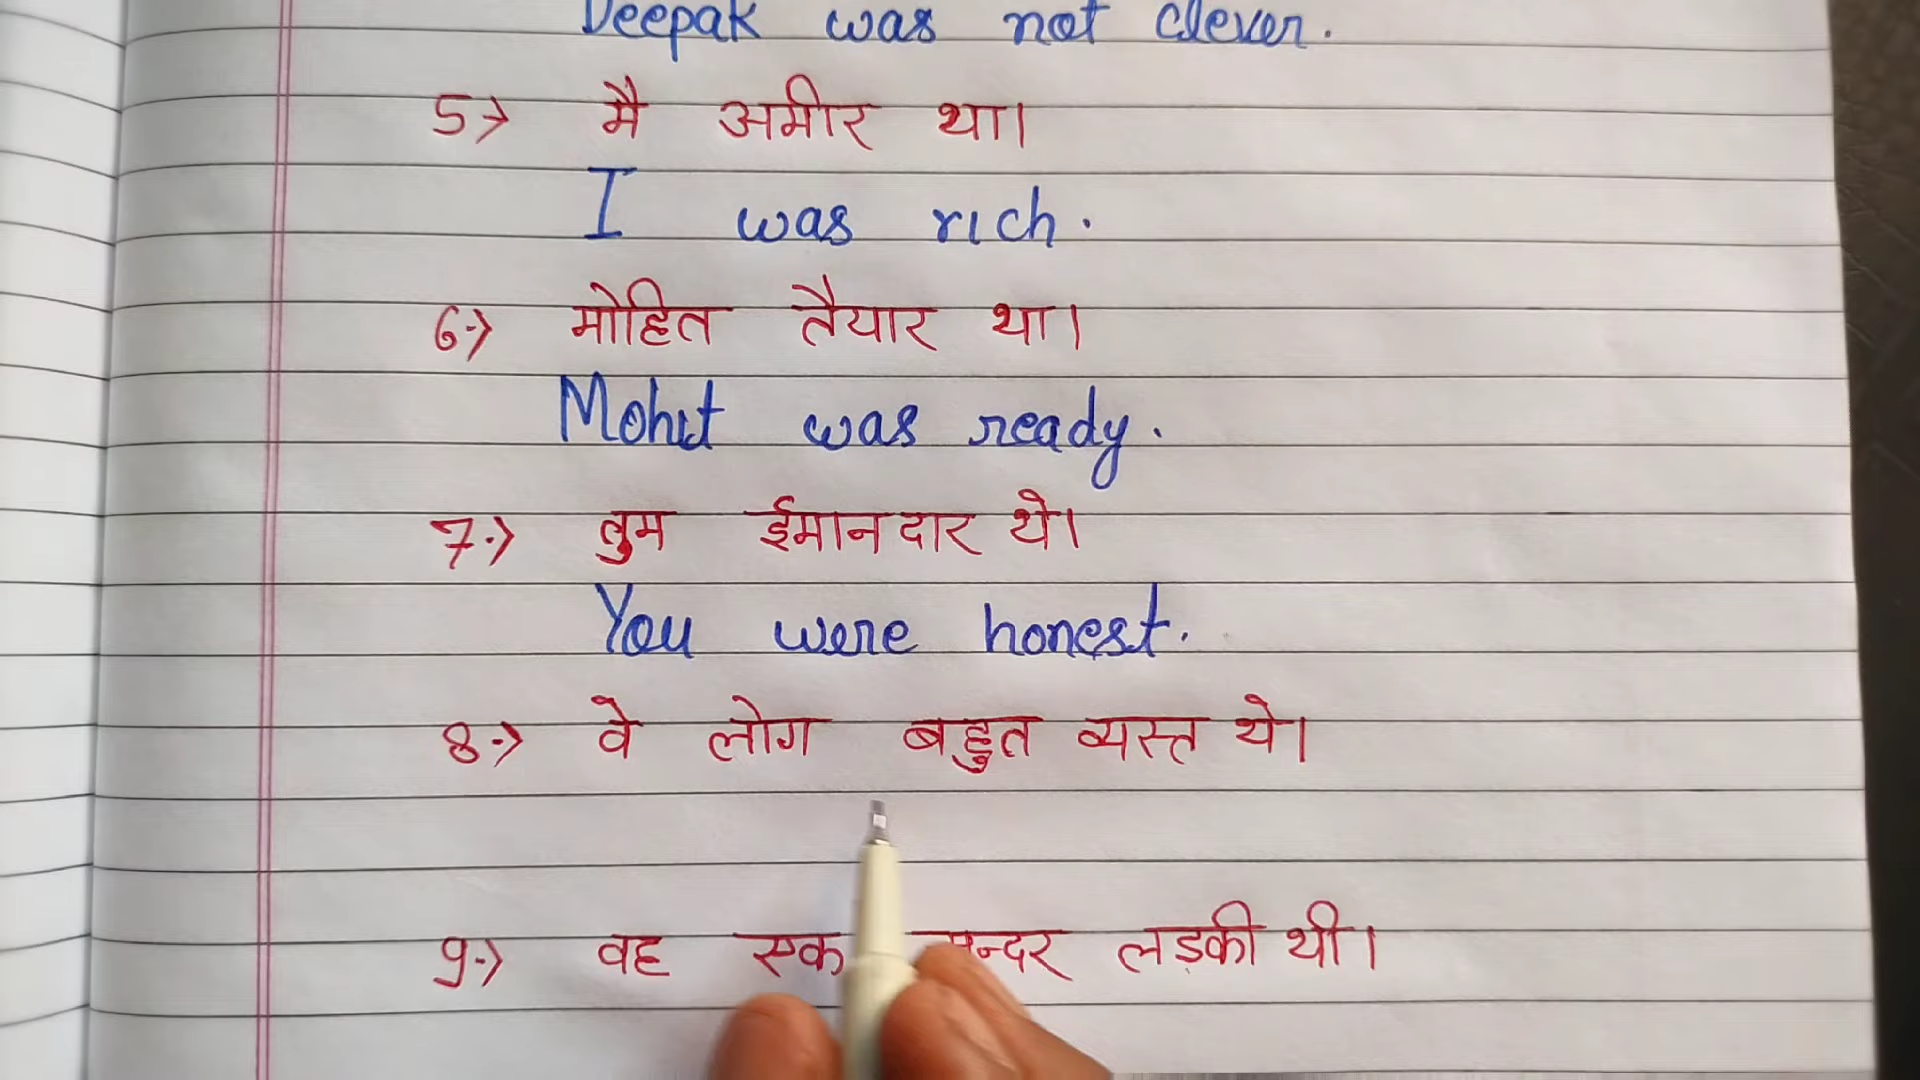 Deepak was not clever.
5→ मै अमीर था।
I was rich.
6→ मोहित तैयार था।
Mohit was ready.
7→ तुम ईमानदार थे।
You were honest.
8→ वे लोग बहुत व्यस्त थे।
9→ वह एक लड़की थी।